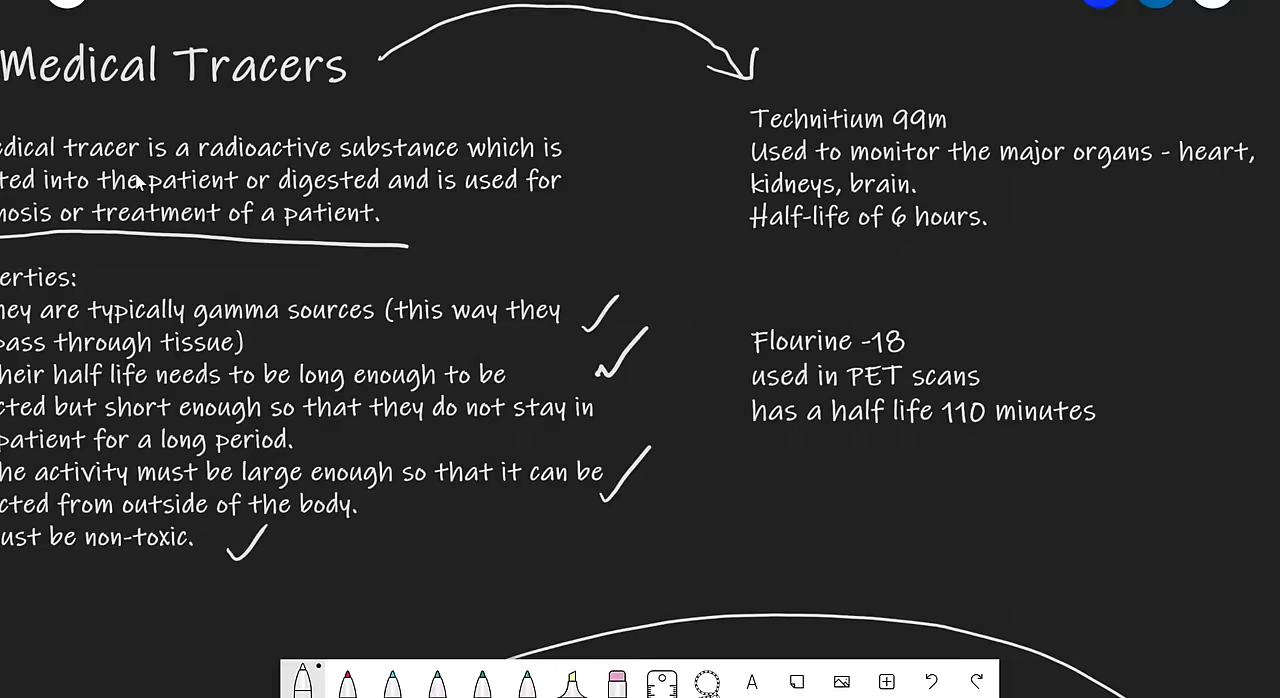 Medical Tracers
edical tracer is a radioactive substance which is
ted into the patient or digested and is used for
nosis or treatment of a patient.
erties:
hey are typically gamma sources (this way they
pass through tissue)
heir half life needs to be long enough to be
cted but short enough so that they do not stay in
patient for a long period.
he activity must be large enough so that it can be
cted from outside of the body.
ust be non-toxic.
Technitium 99m
Used to monitor the major organs - heart,
kidneys, brain.
Half-life of 6 hours.
Flourine -18
used in PET scans
has a half life 110 minutes
A